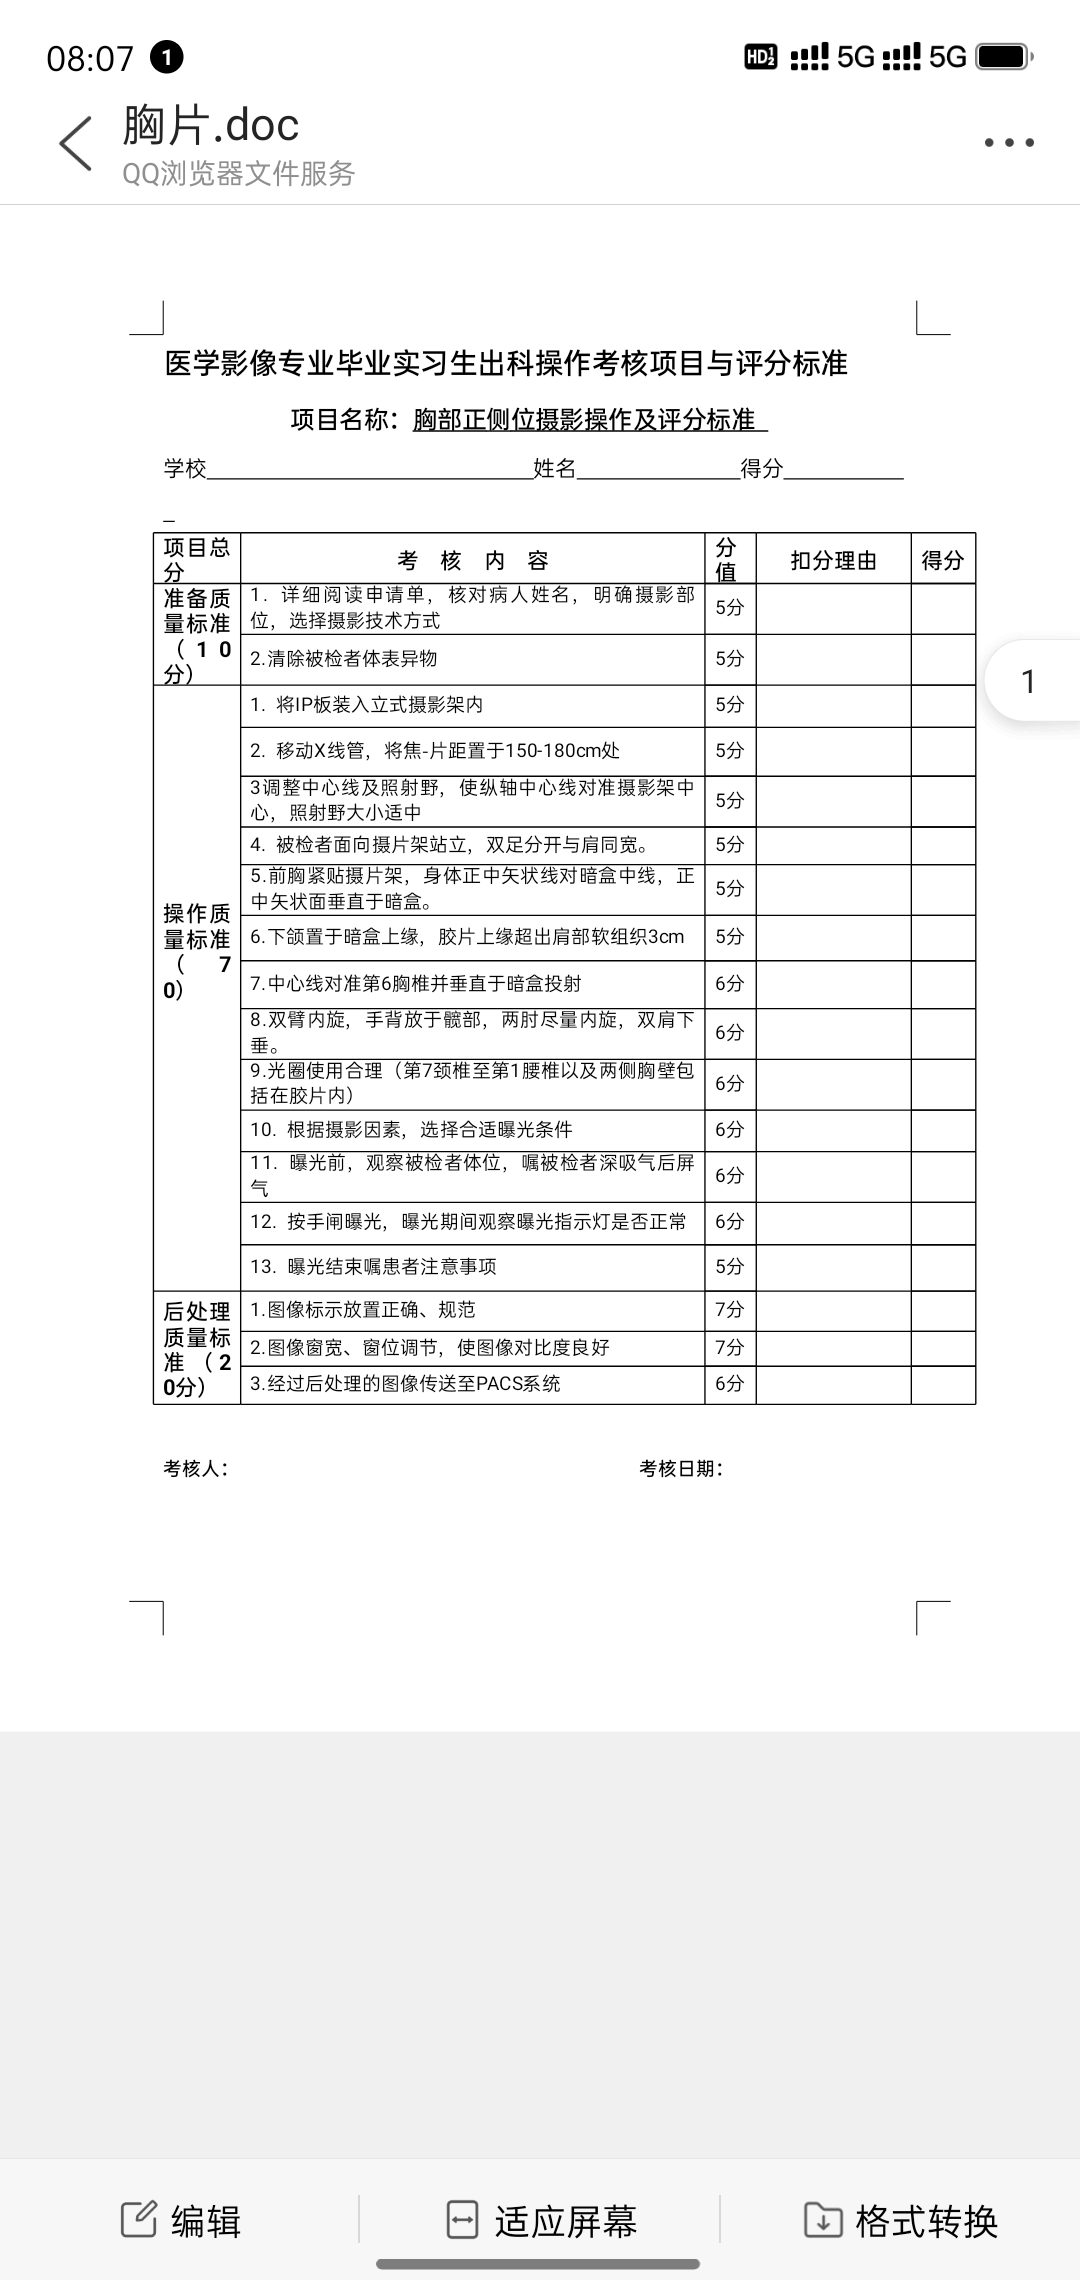 08:07 1 HD 5G 5G
胸片.doc
QQ浏览器文件服务
医学影像专业毕业实习生出科操作考核项目与评分标准
项目名称：胸部正侧位摄影操作及评分标准
学校 姓名 得分
项目总分 考 核 内 容 分值 扣分理由 得分
准备质量标准（10分）
1. 详细阅读申请单，核对病人姓名，明确摄影部
位，选择摄影技术方式 5分
2.清除被检者体表异物 5分
操作质量标准（70）
1. 将IP板装入立式摄影架内 5分
1
2. 移动X线管，将焦-片距置于150-180cm处 5分
3调整中心线及照射野，使纵轴中心线对准摄影架中
心，照射野大小适中 5分
4. 被检者面向摄片架站立，双足分开与肩同宽。 5分
5.前胸紧贴摄片架，身体正中矢状线对暗盒中线，正
中矢状面垂直于暗盒。 5分
6.下颌置于暗盒上缘，胶片上缘超出肩部软组织3cm 5分
7.中心线对准第6胸椎并垂直于暗盒投射 6分
8.双臂内旋，手背放于髋部，两肘尽量内旋，双肩下
垂。 6分
9.光圈使用合理（第7颈椎至第1腰椎以及两侧胸壁包
括在胶片内） 6分
10. 根据摄影因素，选择合适曝光条件 6分
11. 曝光前，观察被检者体位，嘱被检者深吸气后屏
气 6分
12. 按手闸曝光，曝光期间观察曝光指示灯是否正常 6分
13. 曝光结束嘱患者注意事项 5分
后处理质量标准（20分）
1.图像标示放置正确、规范 7分
2.图像窗宽、窗位调节，使图像对比度良好 7分
3.经过后处理的图像传送至PACS系统 6分
考核人： 考核日期：
编辑 适应屏幕 格式转换